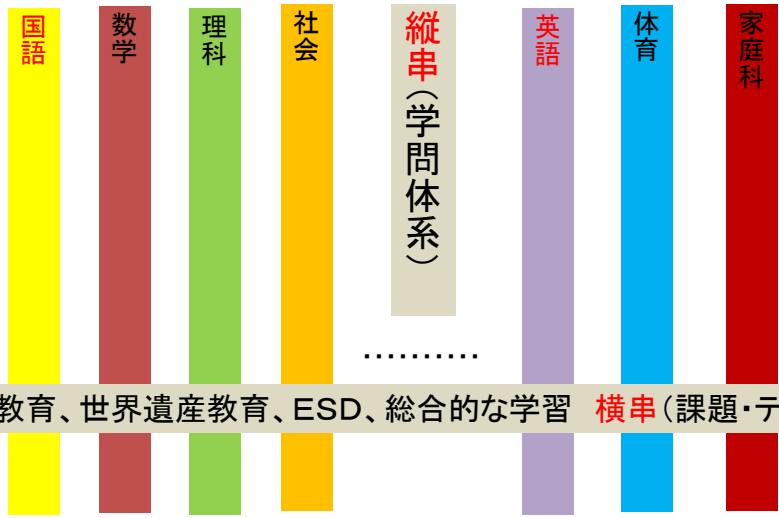 国語
数学
理科
社会
縦串(学問体系)
英語
体育
家庭科
‥‥‥‥‥
教育、世界遺産教育、ESD、総合的な学習 横串(課題・テ